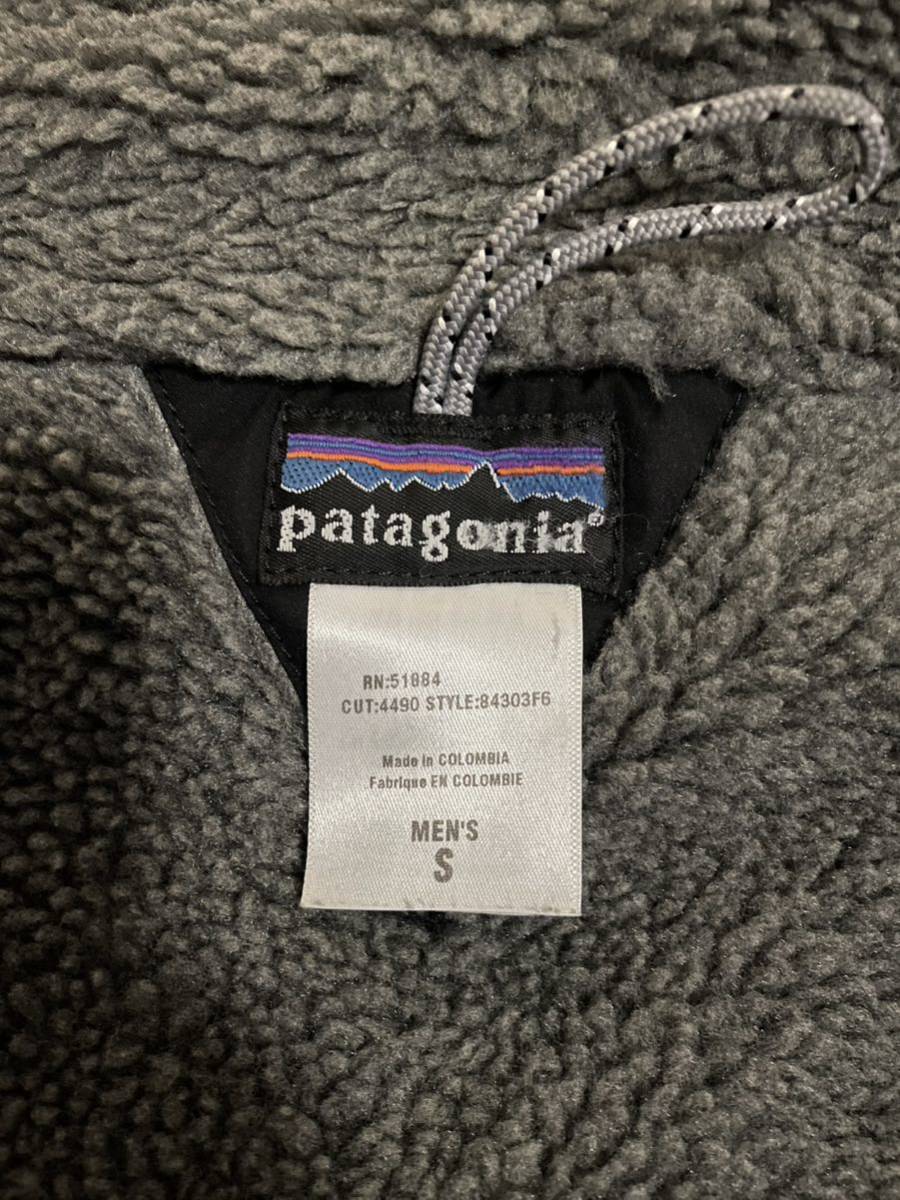 patagonia®
RN:51884
CUT:4490 STYLE:84303F6
Made in COLOMBIA
Fabrique EN COLOMBIE
MEN'S
S